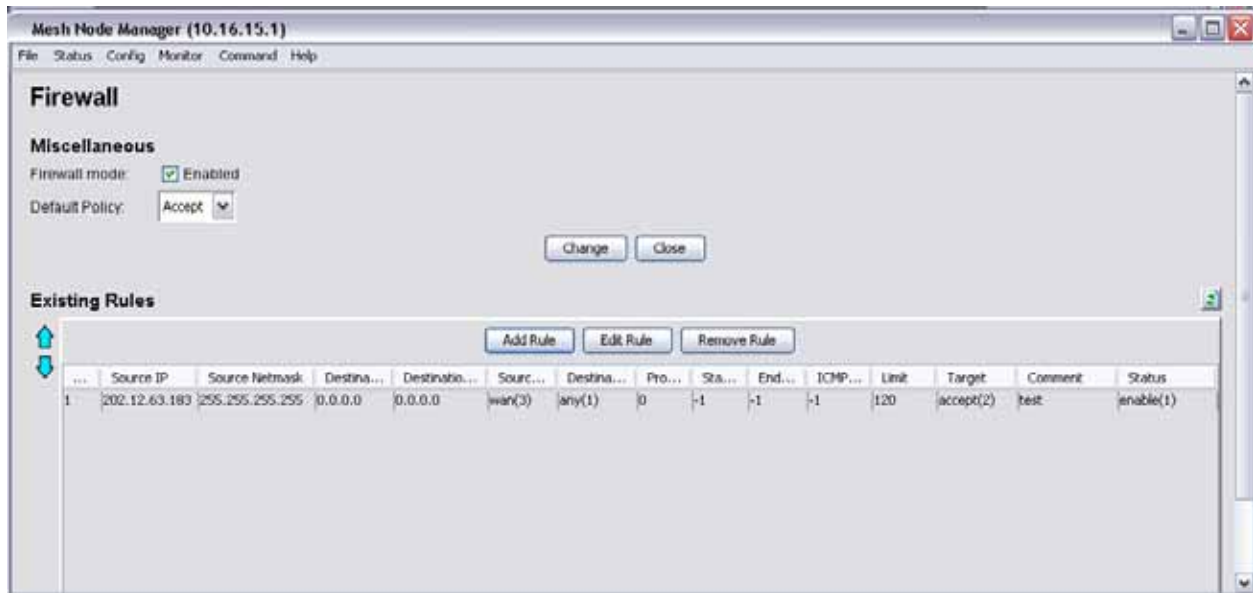 Mesh Node Manager (10.16.15.1)
File Status Config Monitor Command Help
Firewall
Miscellaneous
Firewall mode: Enabled
Default Policy: Accept
Change Close
Existing Rules
Add Rule Edit Rule Remove Rule
... Source IP Source Netmask Destina... Destinatio... Sourc... Destina... Pro... Sta... End... ICMP... Limit Target Comment Status
1 202.12.63.183 255.255.255.255 0.0.0.0 0.0.0.0 wan(3) any(1) 0 -1 -1 -1 120 accept(2) test enable(1)